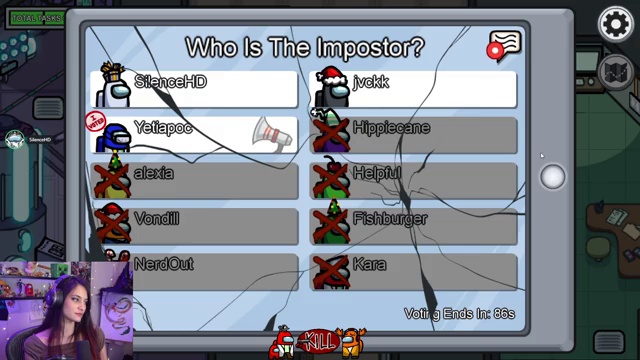 TOTAL TASKS
Who Is The Impostor?
SilenceHD
jvckk
I VOTED
Yetiapoc
Hippiecane
SilenceHD
alexia
Helpful
Vondill
Fishburger
NerdOut
Kara
Voting Ends In: 86s
KILL